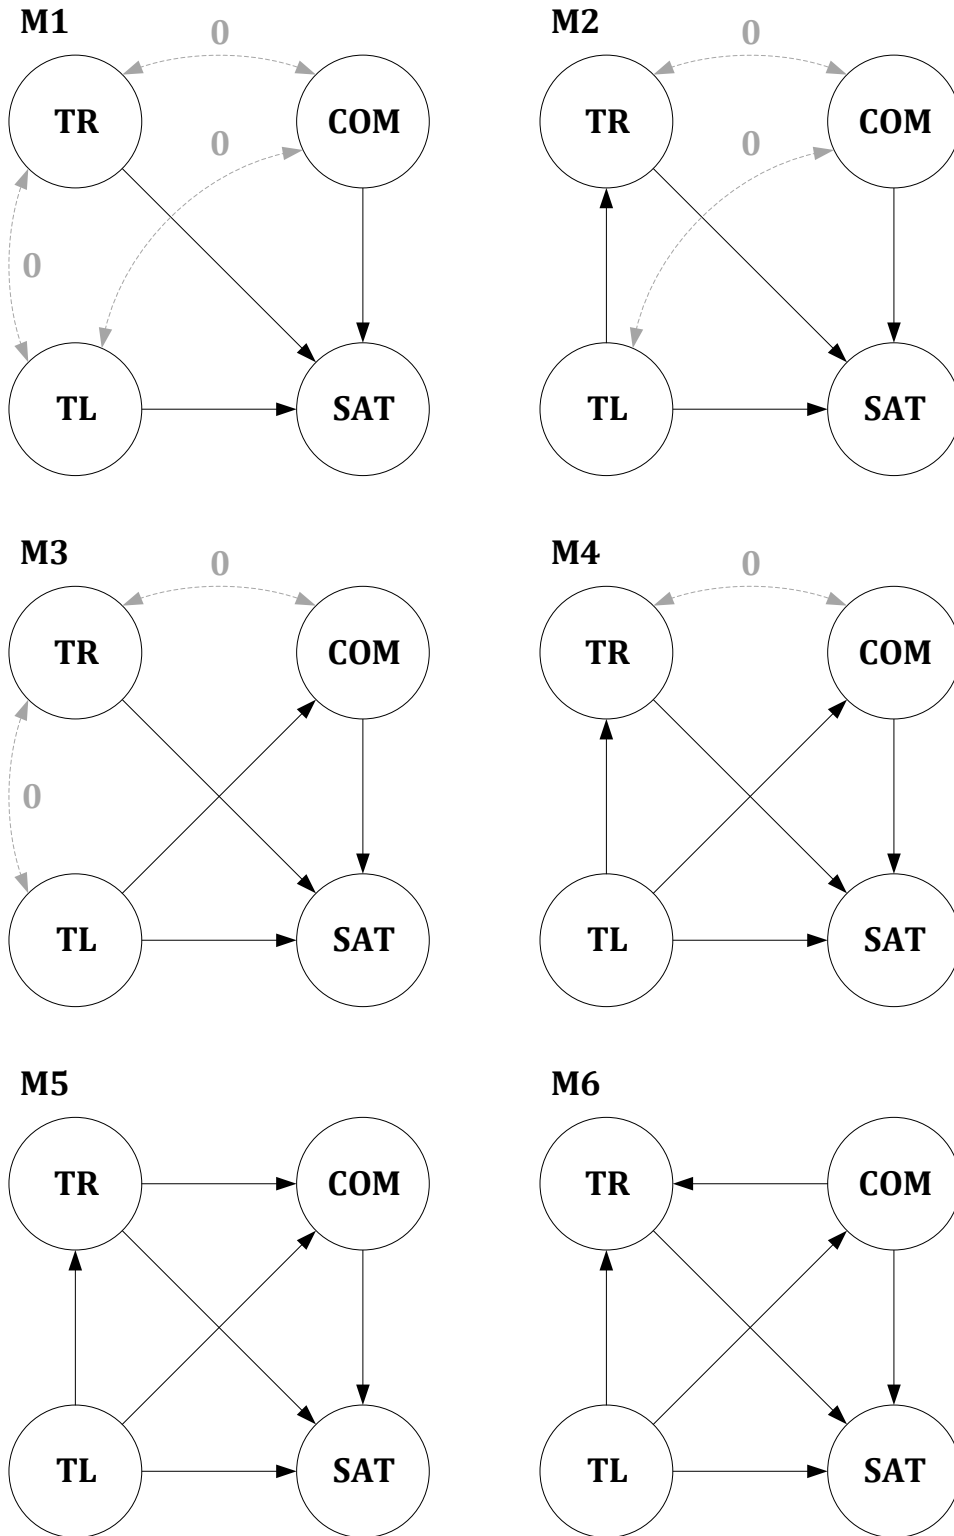 M1 M2
0 0
TR COM TR COM
0 0
0
TL SAT TL SAT
M3 M4
0 0
TR COM TR COM
0
TL SAT TL SAT
M5 M6
TR COM TR COM
TL SAT TL SAT